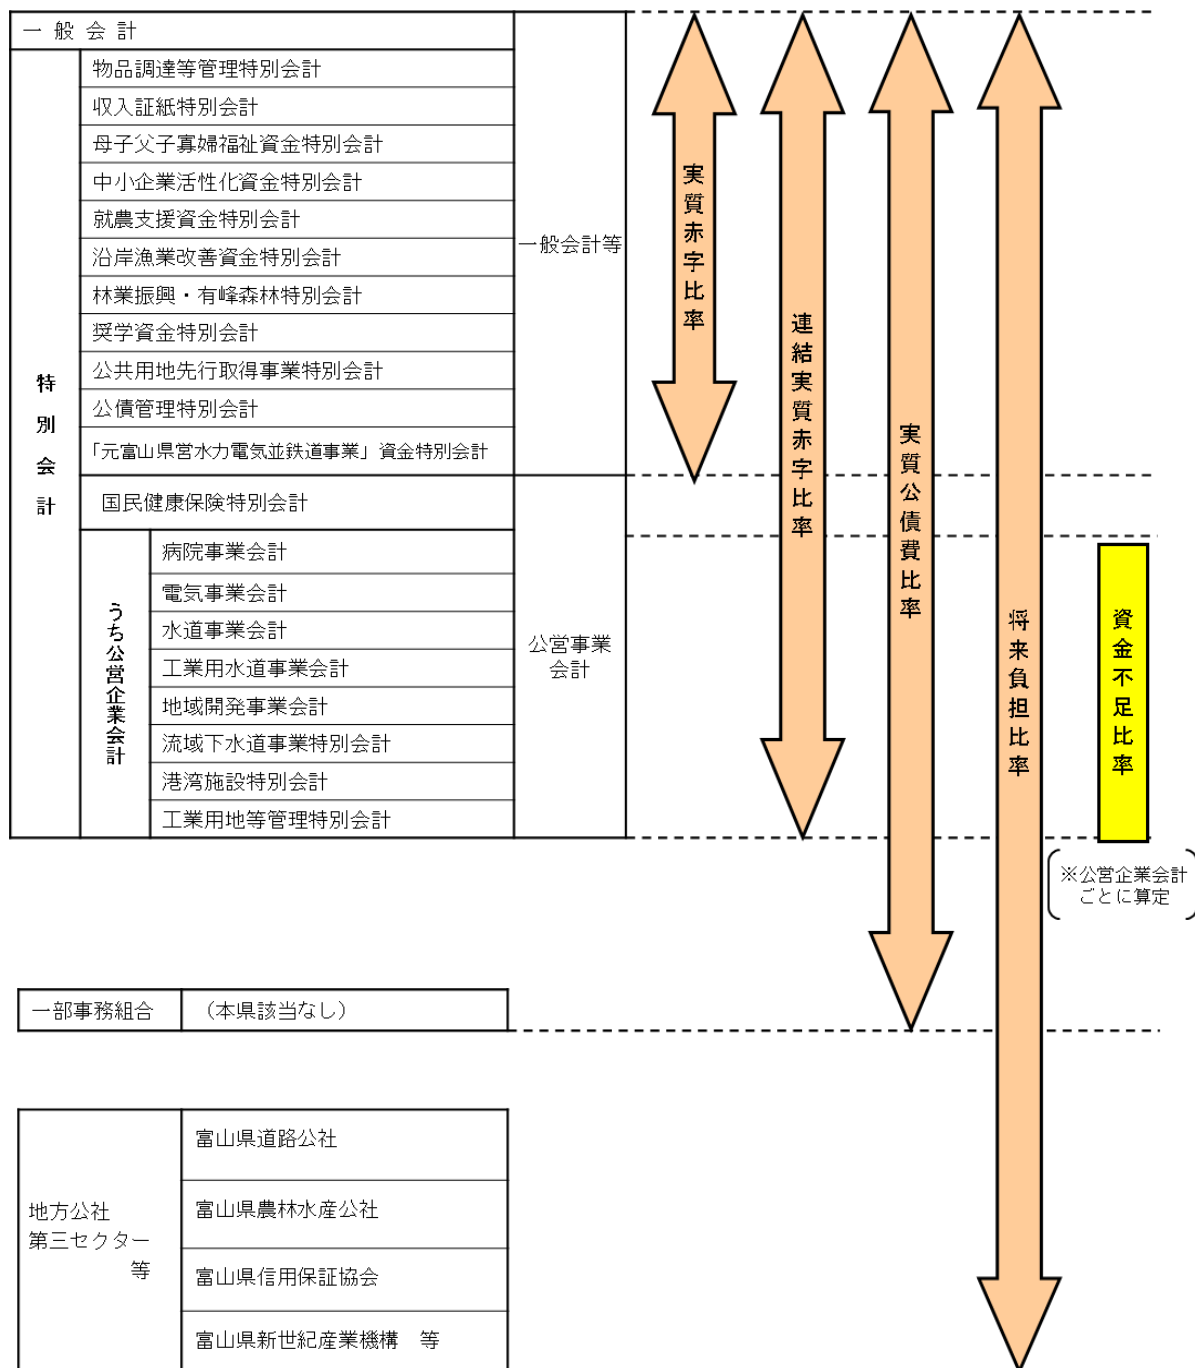 一般会計
特別会計
物品調達等管理特別会計
収入証紙特別会計
母子父子寡婦福祉資金特別会計
中小企業活性化資金特別会計
就農支援資金特別会計
沿岸漁業改善資金特別会計
林業振興・有峰森林特別会計
奨学資金特別会計
公共用地先行取得事業特別会計
公債管理特別会計
「元富山県営水力電気並鉄道事業」資金特別会計
国民健康保険特別会計
うち公営企業会計
病院事業会計
電気事業会計
水道事業会計
工業用水道事業会計
地域開発事業会計
流域下水道事業特別会計
港湾施設特別会計
工業用地等管理特別会計
一般会計等
公営事業
会計
実質赤字比率
連結実質赤字比率
実質公債費比率
将来負担比率
資金不足比率
※公営企業会計
ごとに算定
一部事務組合
（本県該当なし）
地方公社
第三セクター
等
富山県道路公社
富山県農林水産公社
富山県信用保証協会
富山県新世紀産業機構　等